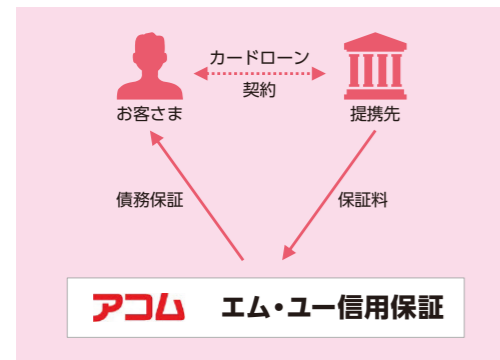 カードローン
契約
お客さま
提携先
債務保証
保証料
アコム エム・ユー信用保証